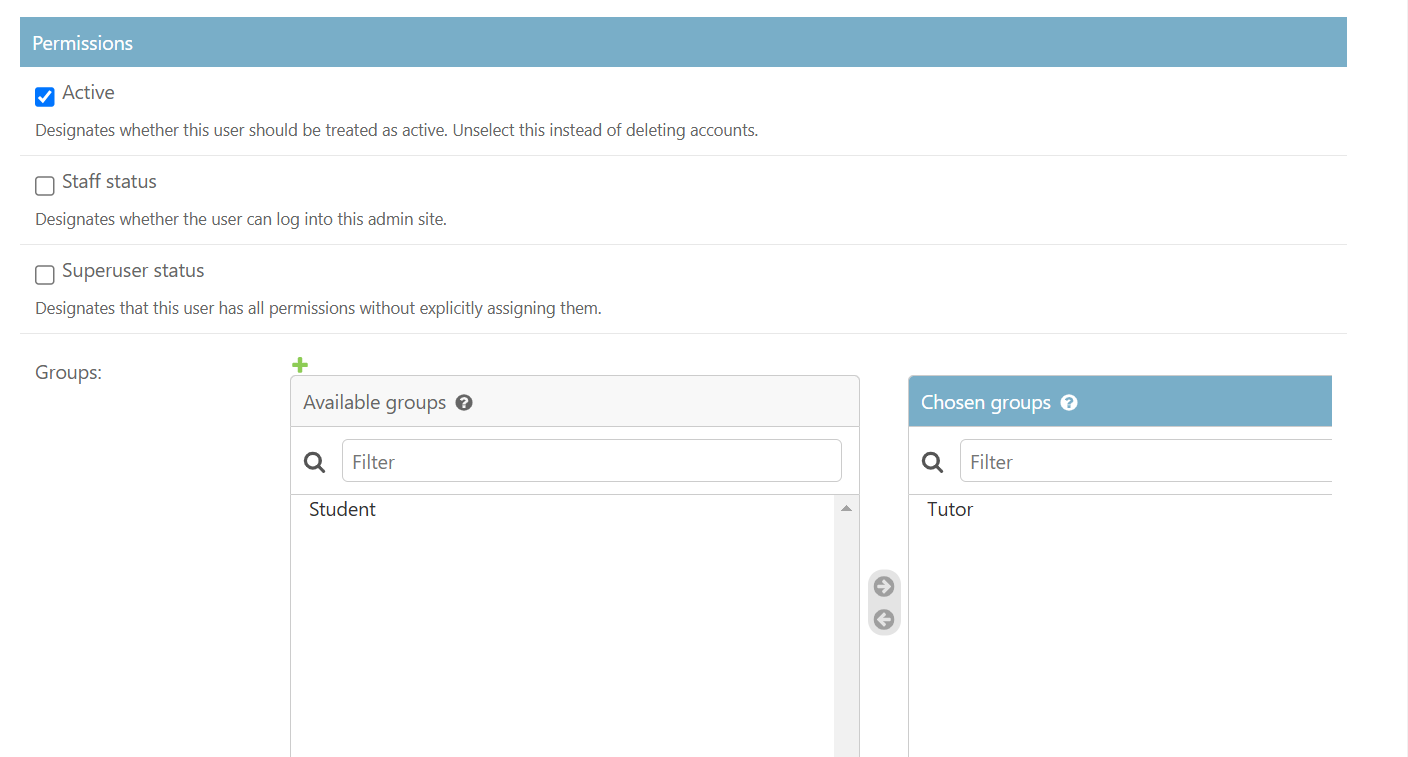 Permissions
Active
Designates whether this user should be treated as active. Unselect this instead of deleting accounts.
Staff status
Designates whether the user can log into this admin site.
Superuser status
Designates that this user has all permissions without explicitly assigning them.
Groups:
Available groups ?
Filter
Student
Chosen groups ?
Filter
Tutor